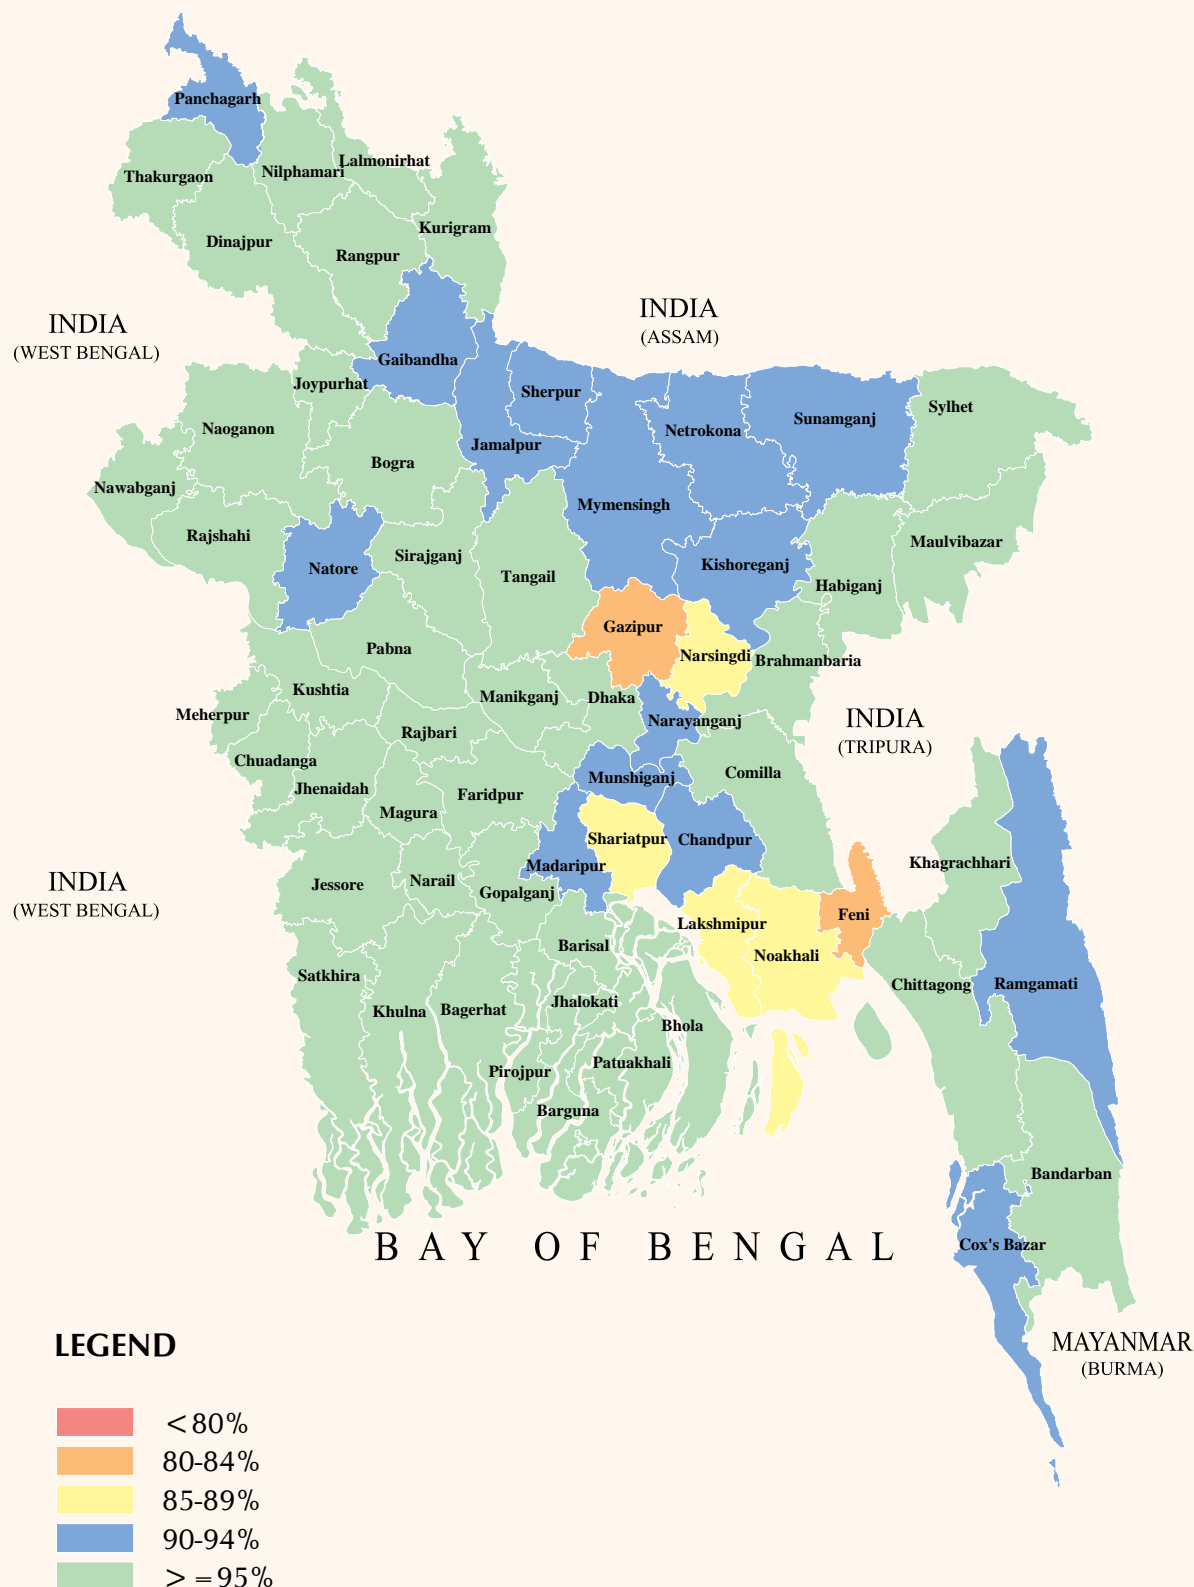 Panchagarh
Lalmonirhat
Nilphamari
Thakurgaon
Kurigram
Dinajpur
Rangpur
INDIA
(ASSAM)
INDIA
(WEST BENGAL)
Gaibandha
Joypurhat
Sherpur
Sylhet
Sunamganj
Naoganon
Netrokona
Jamalpur
Bogra
Nawabganj
Mymensingh
Rajshahi
Maulvibazar
Sirajganj
Kishoreganj
Natore
Tangail
Habiganj
Gazipur
Pabna
Narsingdi
Brahmanbaria
Kushtia
Manikganj
Dhaka
Meherpur
Narayanganj
INDIA
(TRIPURA)
Rajbari
Chuadanga
Comilla
Munshiganj
Jhenaidah
Faridpur
Magura
Shariatpur
Chandpur
Khagrachhari
Madaripur
INDIA
(WEST BENGAL)
Narail
Jessore
Gopalganj
Feni
Lakshmipur
Barisal
Noakhali
Satkhira
Chittagong
Ramgamati
Jhalokati
Bagerhat
Khulna
Bhola
Patuakhali
Pirojpur
Barguna
Bandarban
BAY OF BENGAL
Cox's Bazar
MAYANMAR
(BURMA)
LEGEND
<80%
80-84%
85-89%
90-94%
>=95%